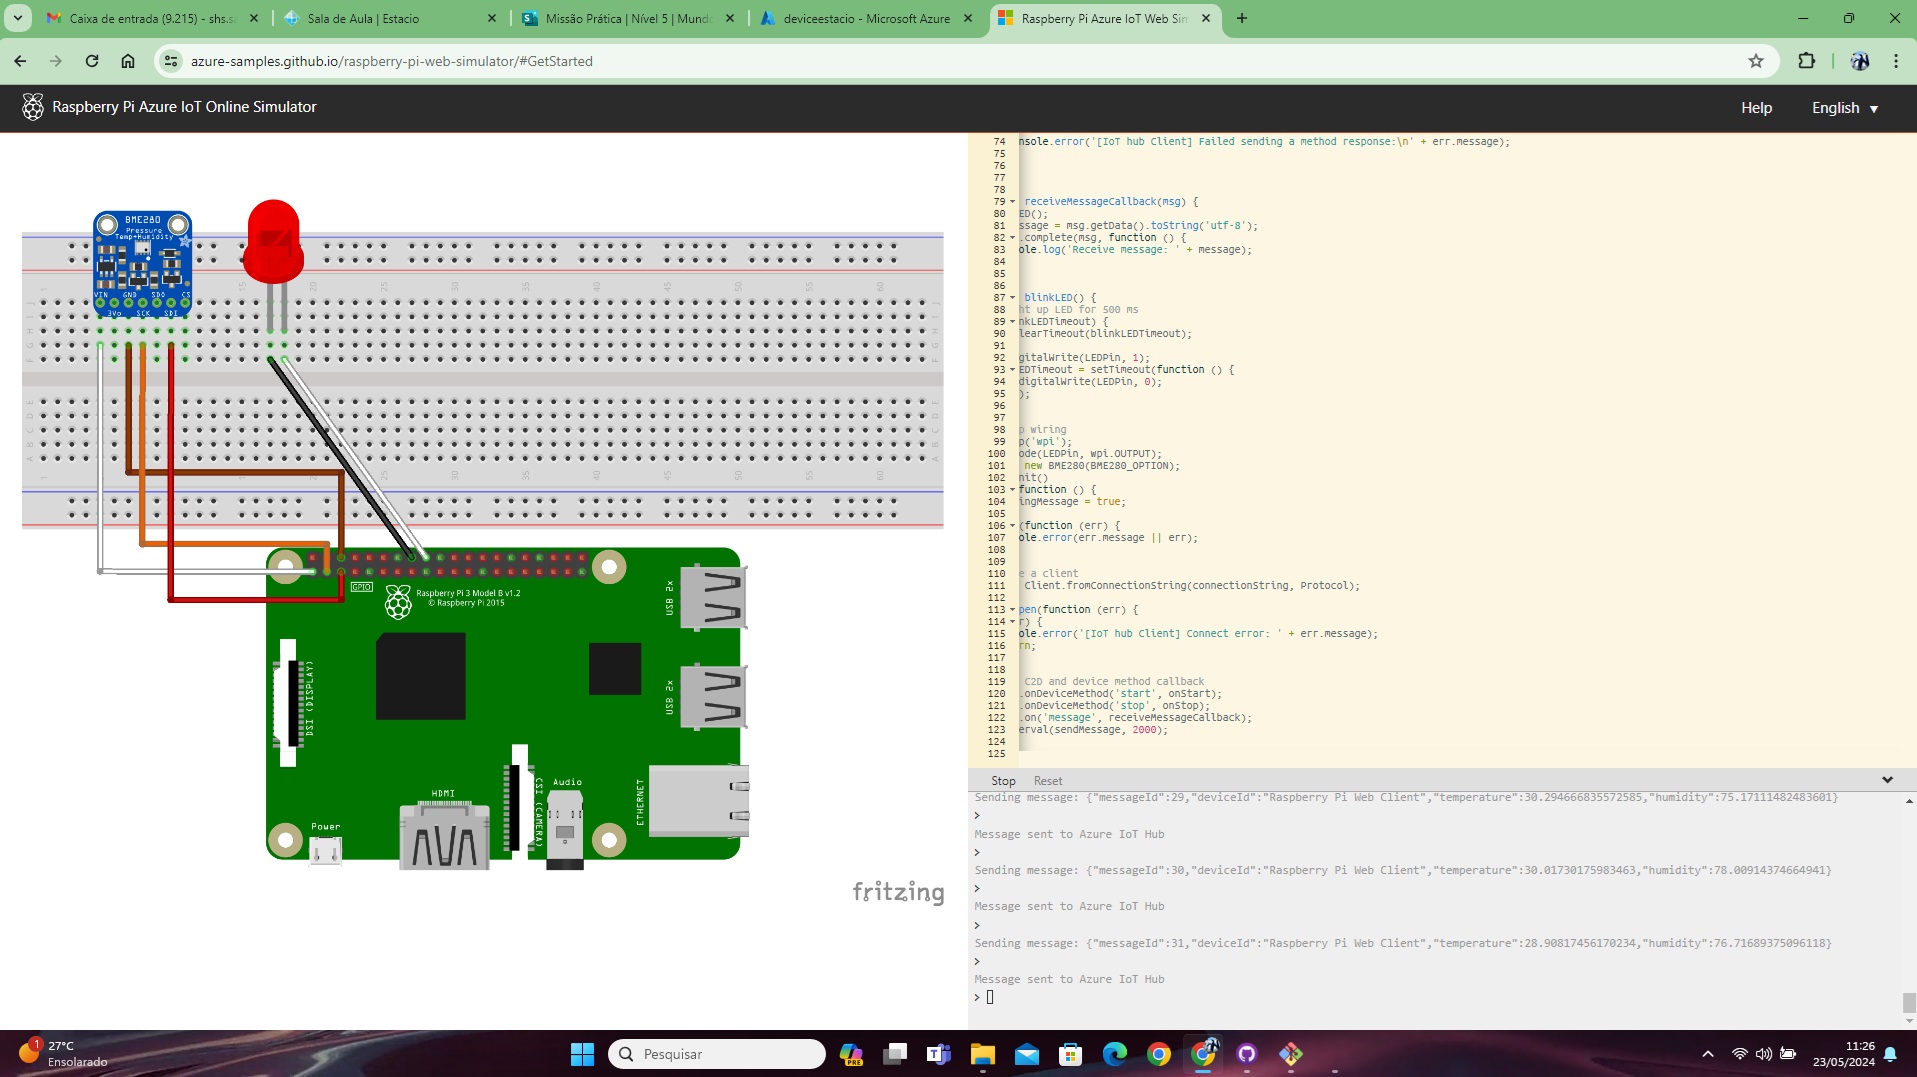 Caixa de entrada (9.215) - shs.s
Sala de Aula | Estacio
Missão Prática | Nível 5 | Mund
deviceestacio - Microsoft Azure
Raspberry Pi Azure IoT Web Sim
azure-samples.github.io/raspberry-pi-web-simulator/#GetStarted
Raspberry Pi Azure IoT Online Simulator
Help
English
74 nsole.error('[IoT hub Client] Failed sending a method response:\n' + err.message);
75
76
77
78
79 receiveMessageCallback(msg) {
80 ED();
81 ssage = msg.getData().toString('utf-8');
82 .complete(msg, function () {
83 ole.log('Receive message: ' + message);
84
85
86
87 blinkLED() {
88 ht up LED for 500 ms
89 nkLEDTimeout) {
90 learTimeout(blinkLEDTimeout);
91
92 gitalWrite(LEDPin, 1);
93 EDTimeout = setTimeout(function () {
94 digitalWrite(LEDPin, 0);
95 );
96
97
98 p wiring
99 p('wpi');
100 ode(LEDPin, wpi.OUTPUT);
101 new BME280(BME280_OPTION);
102 nit()
103 function () {
104 ingMessage = true;
105
106 (function (err) {
107 ole.error(err.message || err);
108
109
110 e a client
111 Client.fromConnectionString(connectionString, Protocol);
112
113 pen(function (err) {
114 r) {
115 ole.error('[IoT hub Client] Connect error: ' + err.message);
116 rn;
117
118
119 C2D and device method callback
120 .onDeviceMethod('start', onStart);
121 .onDeviceMethod('stop', onStop);
122 .on('message', receiveMessageCallback);
123 erval(sendMessage, 2000);
124
125
Stop Reset
Sending message: {"messageId":29,"deviceId":"Raspberry Pi Web Client","temperature":30.294666835572585,"humidity":75.17111482483601}
>
Message sent to Azure IoT Hub
>
Sending message: {"messageId":30,"deviceId":"Raspberry Pi Web Client","temperature":30.01730175983463,"humidity":78.00914374664941}
>
Message sent to Azure IoT Hub
>
Sending message: {"messageId":31,"deviceId":"Raspberry Pi Web Client","temperature":28.90817456170234,"humidity":76.71689375096118}
>
Message sent to Azure IoT Hub
>
BME280
Pressure
Temp+Humidity
VIN GND SDO CS
3Vo SCK SDI
15 20 25 30 35 40 45 50 55 60
GPIO
Raspberry Pi 3 Model B v1.2
© Raspberry Pi 2015
USB 2x
USB 2x
DSI (DISPLAY)
CSI (CAMERA)
Audio
ETHERNET
HDMI
Power
fritzing
1
27°C
Ensolarado
Pesquisar
PRE
11:26
23/05/2024